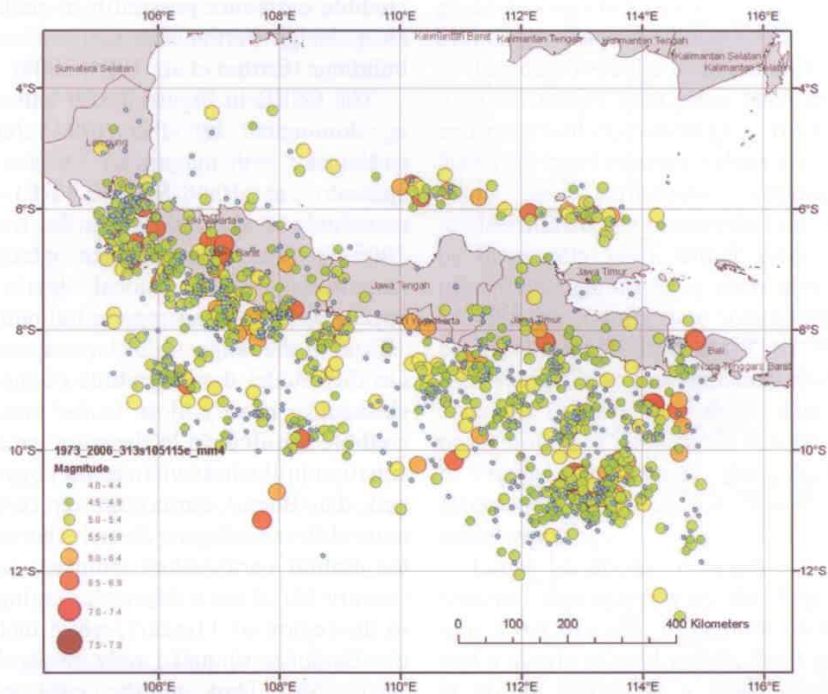 106°E 108°E 110°E 112°E 114°E 116°E
Kalimantan Barat
Kalimantan Tengah
Kalimantan Tengah
Kalimantan Selatan
Kalimantan Selatan
Sumatera Selatan
4°S 4°S
Lampung
6°S 6°S
Jawa Tengah
Jawa Timur
Jawa Timur
8°S 8°S
Bali
Nusa Tenggara Barat
10°S 10°S
1973_2006_313s105115e_mm4
Magnitude
4.0 - 4.4
4.5 - 4.9
5.0 - 5.4
5.5 - 5.9
6.0 - 6.4
6.5 - 6.9
7.0 - 7.4
7.5 - 7.9
12°S 12°S
0 100 200 400 Kilometers
106°E 108°E 110°E 112°E 114°E 116°E